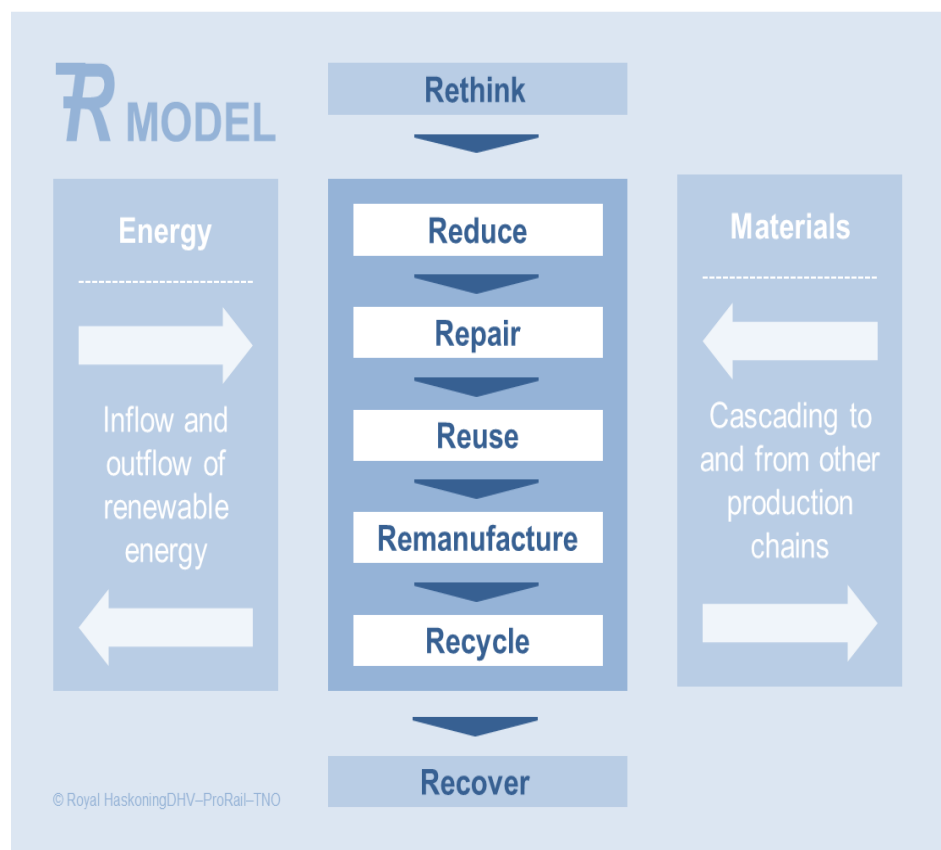 7R MODEL
Rethink
Energy
Inflow and
outflow of
renewable
energy
Reduce
Repair
Reuse
Remanufacture
Recycle
Materials
Cascading to
and from other
production
chains
Recover
© Royal HaskoningDHV–ProRail–TNO